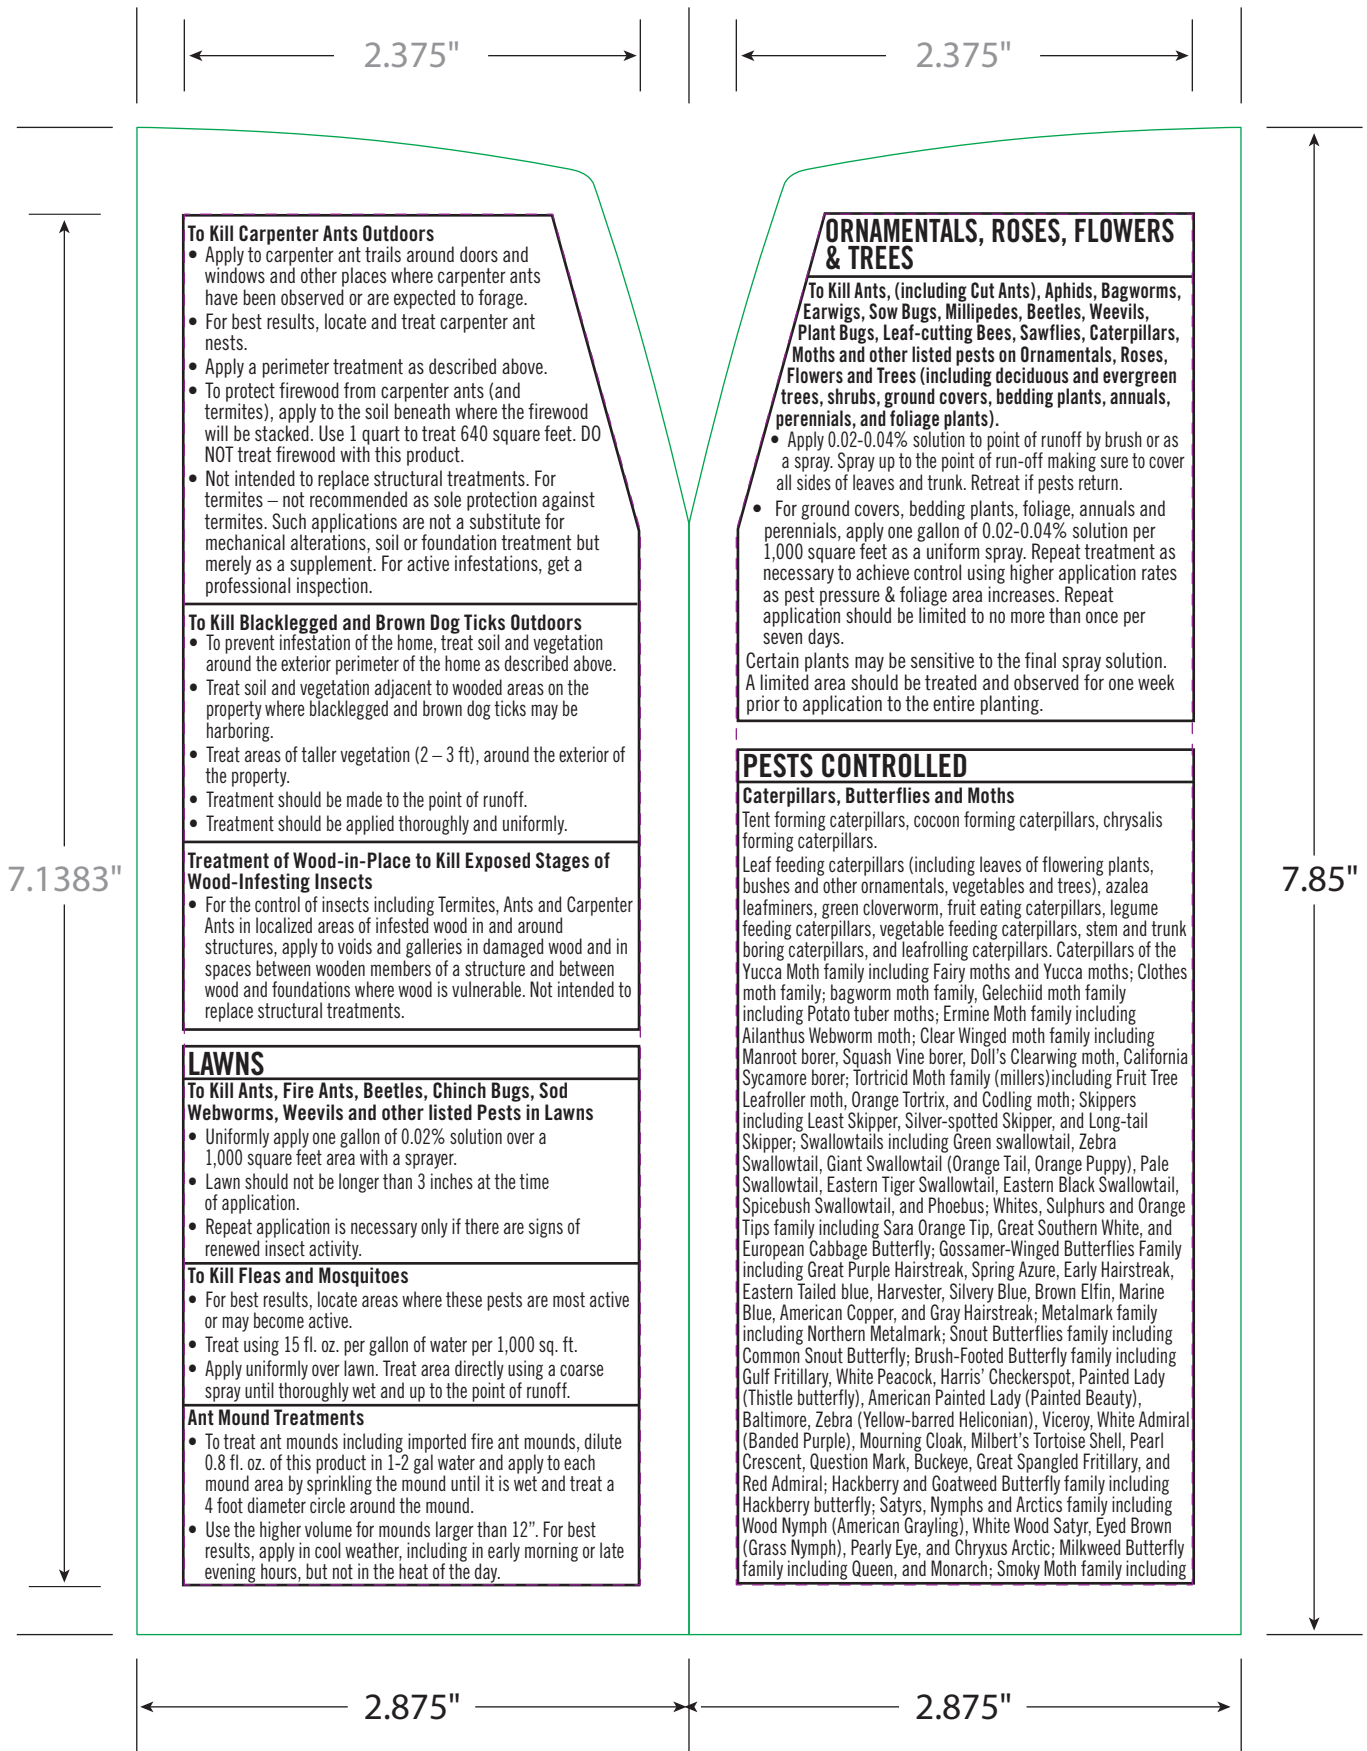 2.375"
2.375"
To Kill Carpenter Ants Outdoors
• Apply to carpenter ant trails around doors and
windows and other places where carpenter ants
have been observed or are expected to forage.
• For best results, locate and treat carpenter ant
nests.
• Apply a perimeter treatment as described above.
• To protect firewood from carpenter ants (and
termites), apply to the soil beneath where the firewood
will be stacked. Use 1 quart to treat 640 square feet. DO
NOT treat firewood with this product.
• Not intended to replace structural treatments. For
termites – not recommended as sole protection against
termites. Such applications are not a substitute for
mechanical alterations, soil or foundation treatment but
merely as a supplement. For active infestations, get a
professional inspection.
To Kill Blacklegged and Brown Dog Ticks Outdoors
• To prevent infestation of the home, treat soil and vegetation
around the exterior perimeter of the home as described above.
• Treat soil and vegetation adjacent to wooded areas on the
property where blacklegged and brown dog ticks may be
harboring.
• Treat areas of taller vegetation (2 – 3 ft), around the exterior of
the property.
• Treatment should be made to the point of runoff.
• Treatment should be applied thoroughly and uniformly.
Treatment of Wood-in-Place to Kill Exposed Stages of
Wood-Infesting Insects
• For the control of insects including Termites, Ants and Carpenter
Ants in localized areas of infested wood in and around
structures, apply to voids and galleries in damaged wood and in
spaces between wooden members of a structure and between
wood and foundations where wood is vulnerable. Not intended to
replace structural treatments.
LAWNS
To Kill Ants, Fire Ants, Beetles, Chinch Bugs, Sod
Webworms, Weevils and other listed Pests in Lawns
• Uniformly apply one gallon of 0.02% solution over a
1,000 square feet area with a sprayer.
• Lawn should not be longer than 3 inches at the time
of application.
• Repeat application is necessary only if there are signs of
renewed insect activity.
To Kill Fleas and Mosquitoes
• For best results, locate areas where these pests are most active
or may become active.
• Treat using 15 fl. oz. per gallon of water per 1,000 sq. ft.
• Apply uniformly over lawn. Treat area directly using a coarse
spray until thoroughly wet and up to the point of runoff.
Ant Mound Treatments
• To treat ant mounds including imported fire ant mounds, dilute
0.8 fl. oz. of this product in 1-2 gal water and apply to each
mound area by sprinkling the mound until it is wet and treat a
4 foot diameter circle around the mound.
• Use the higher volume for mounds larger than 12”. For best
results, apply in cool weather, including in early morning or late
evening hours, but not in the heat of the day.
ORNAMENTALS, ROSES, FLOWERS
& TREES
To Kill Ants, (including Cut Ants), Aphids, Bagworms,
Earwigs, Sow Bugs, Millipedes, Beetles, Weevils,
Plant Bugs, Leaf-cutting Bees, Sawflies, Caterpillars,
Moths and other listed pests on Ornamentals, Roses,
Flowers and Trees (including deciduous and evergreen
trees, shrubs, ground covers, bedding plants, annuals,
perennials, and foliage plants).
• Apply 0.02-0.04% solution to point of runoff by brush or as
a spray. Spray up to the point of run-off making sure to cover
all sides of leaves and trunk. Retreat if pests return.
• For ground covers, bedding plants, foliage, annuals and
perennials, apply one gallon of 0.02-0.04% solution per
1,000 square feet as a uniform spray. Repeat treatment as
necessary to achieve control using higher application rates
as pest pressure & foliage area increases. Repeat
application should be limited to no more than once per
seven days.
Certain plants may be sensitive to the final spray solution.
A limited area should be treated and observed for one week
prior to application to the entire planting.
PESTS CONTROLLED
Caterpillars, Butterflies and Moths
Tent forming caterpillars, cocoon forming caterpillars, chrysalis
forming caterpillars.
Leaf feeding caterpillars (including leaves of flowering plants,
bushes and other ornamentals, vegetables and trees), azalea
leafminers, green cloverworm, fruit eating caterpillars, legume
feeding caterpillars, vegetable feeding caterpillars, stem and trunk
boring caterpillars, and leafrolling caterpillars. Caterpillars of the
Yucca Moth family including Fairy moths and Yucca moths; Clothes
moth family; bagworm moth family, Gelechiid moth family
including Potato tuber moths; Ermine Moth family including
Ailanthus Webworm moth; Clear Winged moth family including
Manroot borer, Squash Vine borer, Doll’s Clearwing moth, California
Sycamore borer; Tortricid Moth family (millers)including Fruit Tree
Leafroller moth, Orange Tortrix, and Codling moth; Skippers
including Least Skipper, Silver-spotted Skipper, and Long-tail
Skipper; Swallowtails including Green swallowtail, Zebra
Swallowtail, Giant Swallowtail (Orange Tail, Orange Puppy), Pale
Swallowtail, Eastern Tiger Swallowtail, Eastern Black Swallowtail,
Spicebush Swallowtail, and Phoebus; Whites, Sulphurs and Orange
Tips family including Sara Orange Tip, Great Southern White, and
European Cabbage Butterfly; Gossamer-Winged Butterflies Family
including Great Purple Hairstreak, Spring Azure, Early Hairstreak,
Eastern Tailed blue, Harvester, Silvery Blue, Brown Elfin, Marine
Blue, American Copper, and Gray Hairstreak; Metalmark family
including Northern Metalmark; Snout Butterflies family including
Common Snout Butterfly; Brush-Footed Butterfly family including
Gulf Fritillary, White Peacock, Harris’ Checkerspot, Painted Lady
(Thistle butterfly), American Painted Lady (Painted Beauty),
Baltimore, Zebra (Yellow-barred Heliconian), Viceroy, White Admiral
(Banded Purple), Mourning Cloak, Milbert’s Tortoise Shell, Pearl
Crescent, Question Mark, Buckeye, Great Spangled Fritillary, and
Red Admiral; Hackberry and Goatweed Butterfly family including
Hackberry butterfly; Satyrs, Nymphs and Arctics family including
Wood Nymph (American Grayling), White Wood Satyr, Eyed Brown
(Grass Nymph), Pearly Eye, and Chryxus Arctic; Milkweed Butterfly
family including Queen, and Monarch; Smoky Moth family including
7.1383"
7.85"
2.875"
2.875"